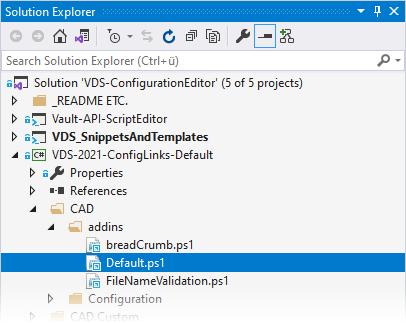 Solution Explorer
Search Solution Explorer (Ctrl+ü)
Solution 'VDS-ConfigurationEditor' (5 of 5 projects)
_README ETC.
Vault-API-ScriptEditor
VDS_SnippetsAndTemplates
VDS-2021-ConfigLinks-Default
Properties
References
CAD
addins
breadCrumb.ps1
Default.ps1
FileNameValidation.ps1
Configuration
CAD.Custom